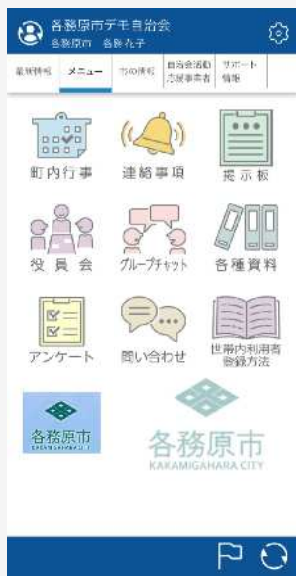 各務原市デモ自治会
各務原市 各務花子
最新情報
メニュー
市の情報
自治会活動
応援事業者
サポート
情報
町内行事
連絡事項
掲示板
役員会
グループチャット
各種資料
アンケート
問い合わせ
世帯内利用者
登録方法
各務原市
KAKAMIGAHARA CITY
各務原市
KAKAMIGAHARA CITY